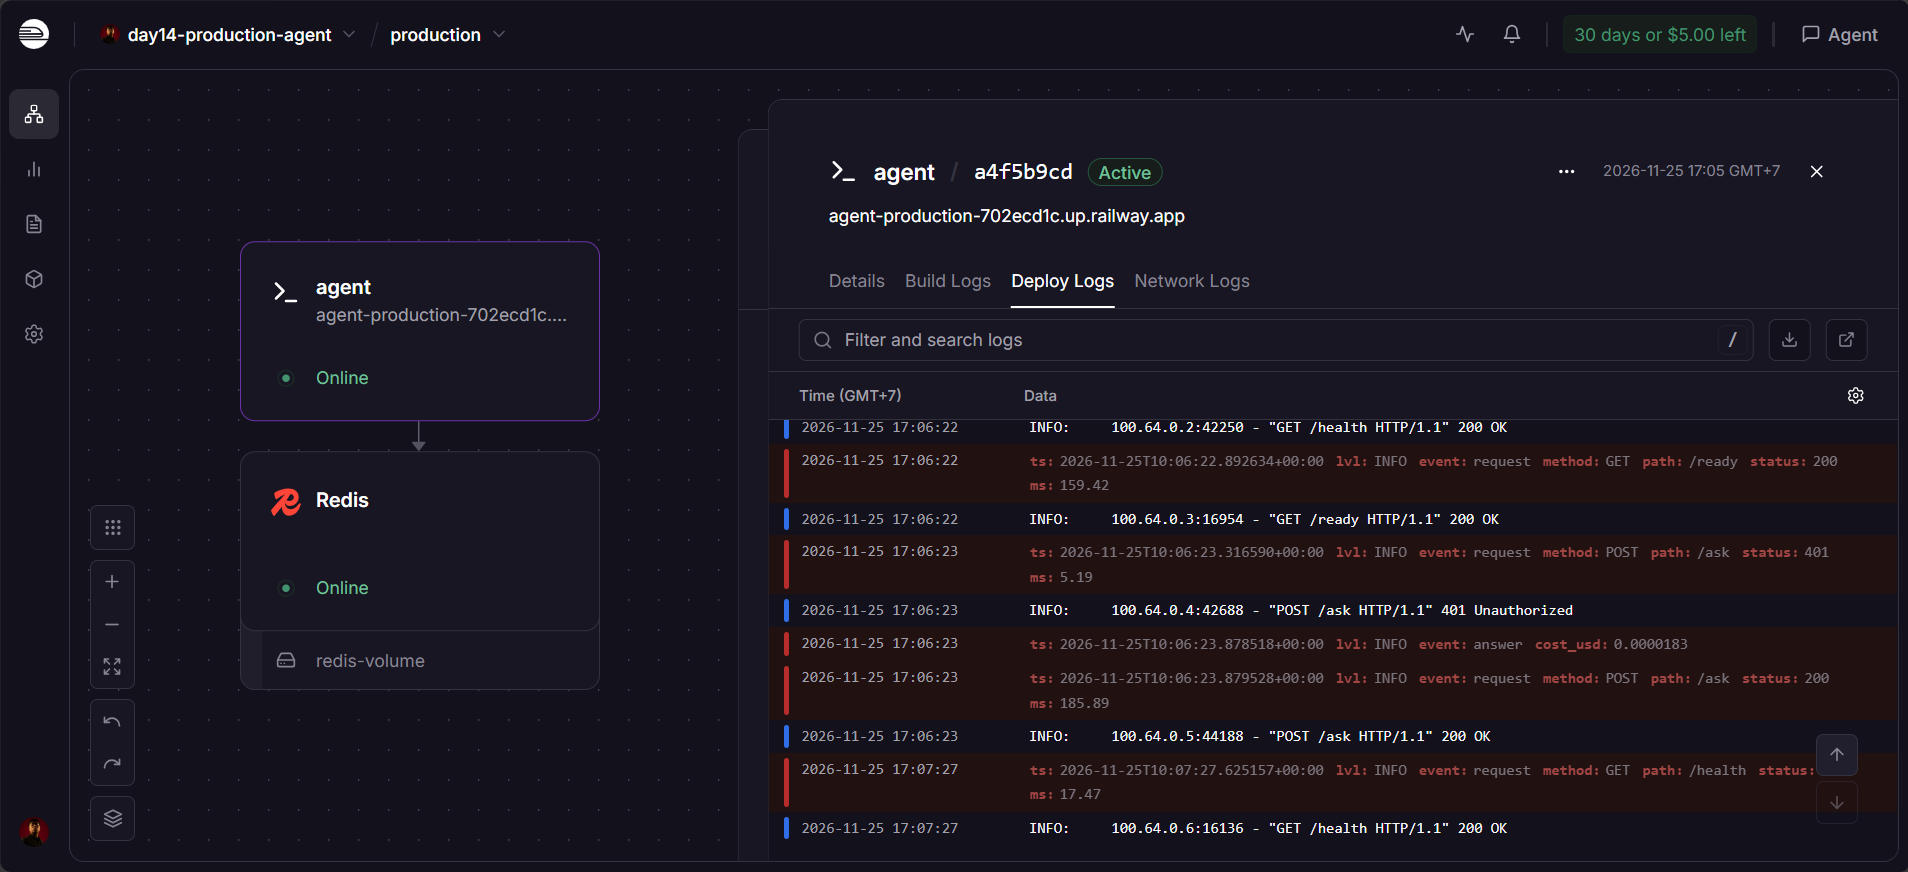 day14-production-agent / production
30 days or $5.00 left
Agent
agent
agent-production-702ecd1c....
Online
Redis
Online
redis-volume
agent / a4f5b9cd Active
2026-11-25 17:05 GMT+7
agent-production-702ecd1c.up.railway.app
Details Build Logs Deploy Logs Network Logs
Filter and search logs /
Time (GMT+7) Data
2026-11-25 17:06:22 INFO: 100.64.0.2:42250 - "GET /health HTTP/1.1" 200 OK
2026-11-25 17:06:22 ts: 2026-11-25T10:06:22.892634+00:00 lvl: INFO event: request method: GET path: /ready status: 200
ms: 159.42
2026-11-25 17:06:22 INFO: 100.64.0.3:16954 - "GET /ready HTTP/1.1" 200 OK
2026-11-25 17:06:23 ts: 2026-11-25T10:06:23.316590+00:00 lvl: INFO event: request method: POST path: /ask status: 401
ms: 5.19
2026-11-25 17:06:23 INFO: 100.64.0.4:42688 - "POST /ask HTTP/1.1" 401 Unauthorized
2026-11-25 17:06:23 ts: 2026-11-25T10:06:23.878518+00:00 lvl: INFO event: answer cost_usd: 0.0000183
2026-11-25 17:06:23 ts: 2026-11-25T10:06:23.879528+00:00 lvl: INFO event: request method: POST path: /ask status: 200
ms: 185.89
2026-11-25 17:06:23 INFO: 100.64.0.5:44188 - "POST /ask HTTP/1.1" 200 OK
2026-11-25 17:07:27 ts: 2026-11-25T10:07:27.625157+00:00 lvl: INFO event: request method: GET path: /health status:
ms: 17.47
2026-11-25 17:07:27 INFO: 100.64.0.6:16136 - "GET /health HTTP/1.1" 200 OK